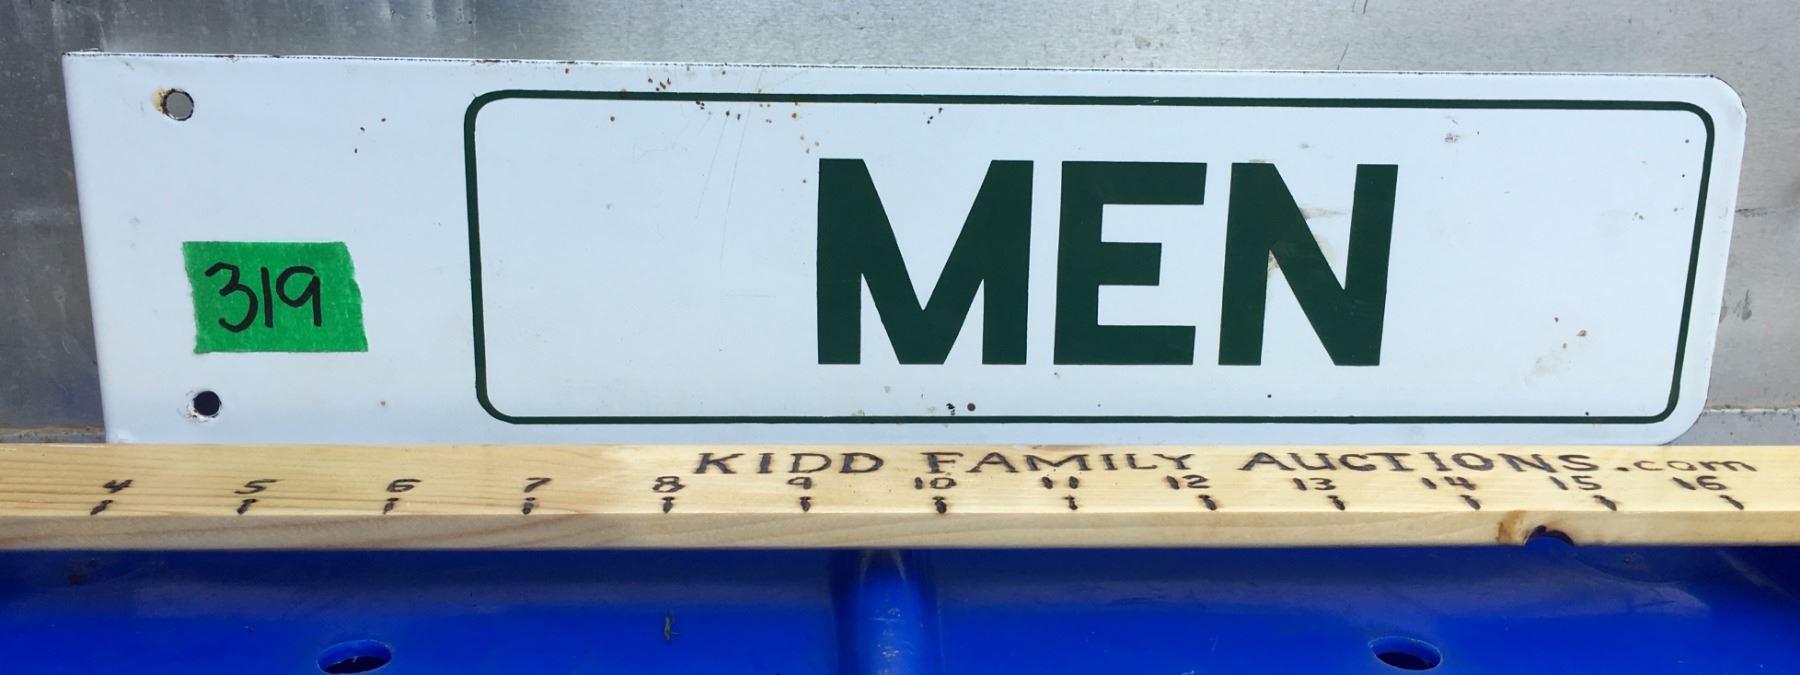 MEN
319
KIDD FAMILY AUCTIONS.com
4 5 6 7 8 9 10 11 12 13 14 15 16